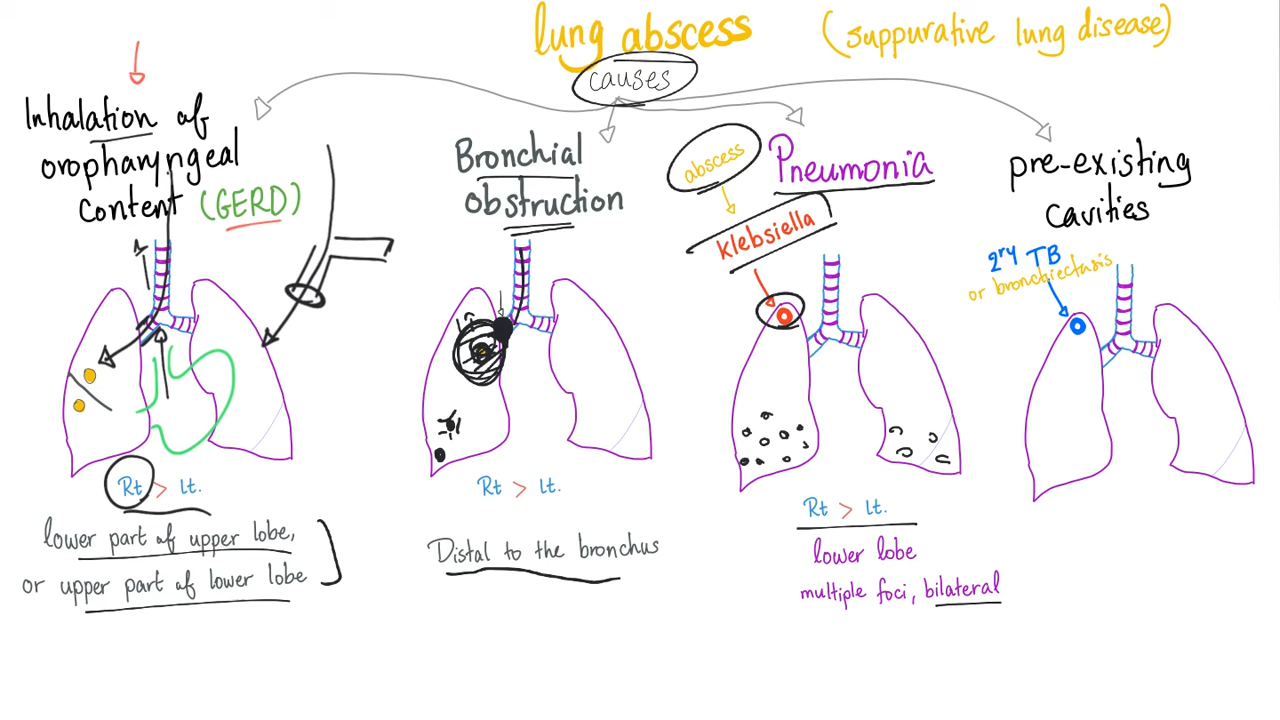 lung abscess (suppurative lung disease)
causes
Inhalation of
oropharyngeal
content (GERD)
Rt > lt.
lower part of upper lobe,
or upper part of lower lobe
Bronchial
obstruction
Rt > lt.
Distal to the bronchus
abscess
Pneumonia
Klebsiella
Rt > lt.
lower lobe
multiple foci, bilateral
pre-existing
cavities
2ry TB
or bronchiectasis